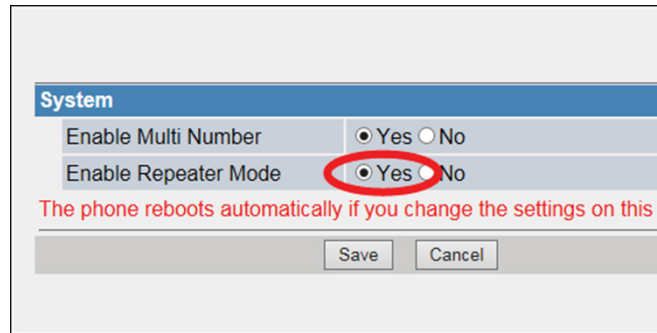 System
Enable Multi Number Yes No
Enable Repeater Mode Yes No
The phone reboots automatically if you change the settings on this
Save Cancel